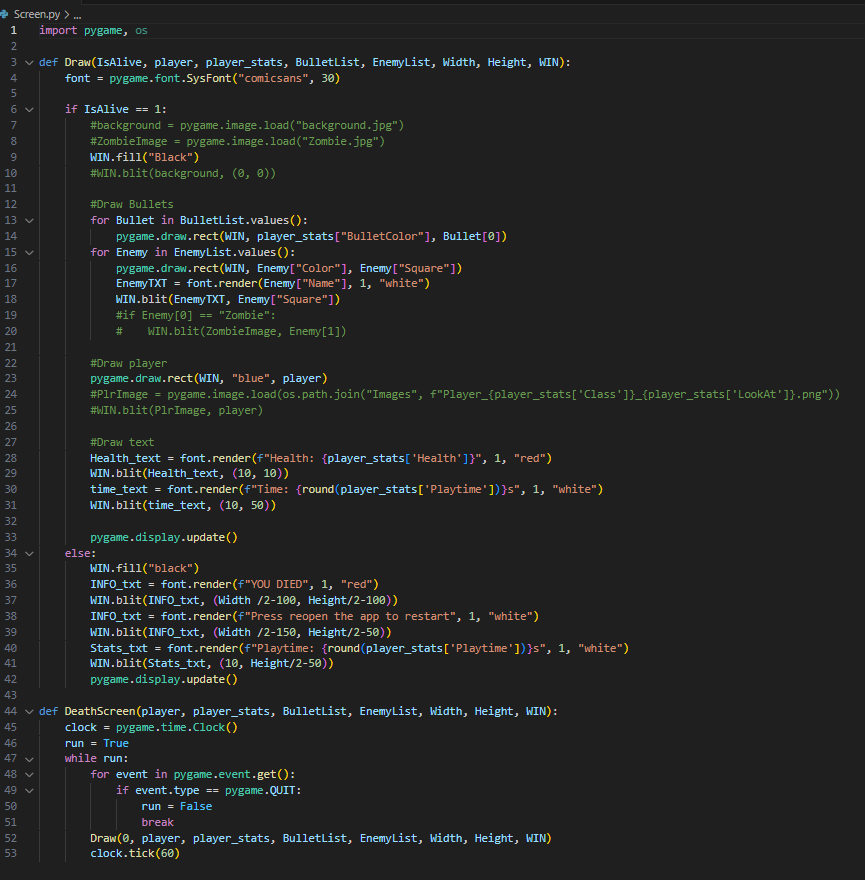 Screen.py > ...
1 import pygame, os
2
3 def Draw(IsAlive, player, player_stats, BulletList, EnemyList, Width, Height, WIN):
4     font = pygame.font.SysFont("comicsans", 30)
5
6     if IsAlive == 1:
7         #background = pygame.image.load("background.jpg")
8         #ZombieImage = pygame.image.load("Zombie.jpg")
9         WIN.fill("Black")
10         #WIN.blit(background, (0, 0))
11
12         #Draw Bullets
13         for Bullet in BulletList.values():
14             pygame.draw.rect(WIN, player_stats["BulletColor"], Bullet[0])
15         for Enemy in EnemyList.values():
16             pygame.draw.rect(WIN, Enemy["Color"], Enemy["Square"])
17             EnemyTXT = font.render(Enemy["Name"], 1, "white")
18             WIN.blit(EnemyTXT, Enemy["Square"])
19             #if Enemy[0] == "Zombie":
20             #    WIN.blit(ZombieImage, Enemy[1])
21
22         #Draw player
23         pygame.draw.rect(WIN, "blue", player)
24         #PlrImage = pygame.image.load(os.path.join("Images", f"Player_{player_stats['Class']}_{player_stats['LookAt']}.png"))
25         #WIN.blit(PlrImage, player)
26
27         #Draw text
28         Health_text = font.render(f"Health: {player_stats['Health']}", 1, "red")
29         WIN.blit(Health_text, (10, 10))
30         time_text = font.render(f"Time: {round(player_stats['Playtime'])}s", 1, "white")
31         WIN.blit(time_text, (10, 50))
32
33         pygame.display.update()
34     else:
35         WIN.fill("black")
36         INFO_txt = font.render(f"YOU DIED", 1, "red")
37         WIN.blit(INFO_txt, (Width /2-100, Height/2-100))
38         INFO_txt = font.render(f"Press reopen the app to restart", 1, "white")
39         WIN.blit(INFO_txt, (Width /2-150, Height/2-50))
40         Stats_txt = font.render(f"Playtime: {round(player_stats['Playtime'])}s", 1, "white")
41         WIN.blit(Stats_txt, (10, Height/2-50))
42         pygame.display.update()
43
44 def DeathScreen(player, player_stats, BulletList, EnemyList, Width, Height, WIN):
45     clock = pygame.time.Clock()
46     run = True
47     while run:
48         for event in pygame.event.get():
49             if event.type == pygame.QUIT:
50                 run = False
51                 break
52         Draw(0, player, player_stats, BulletList, EnemyList, Width, Height, WIN)
53         clock.tick(60)